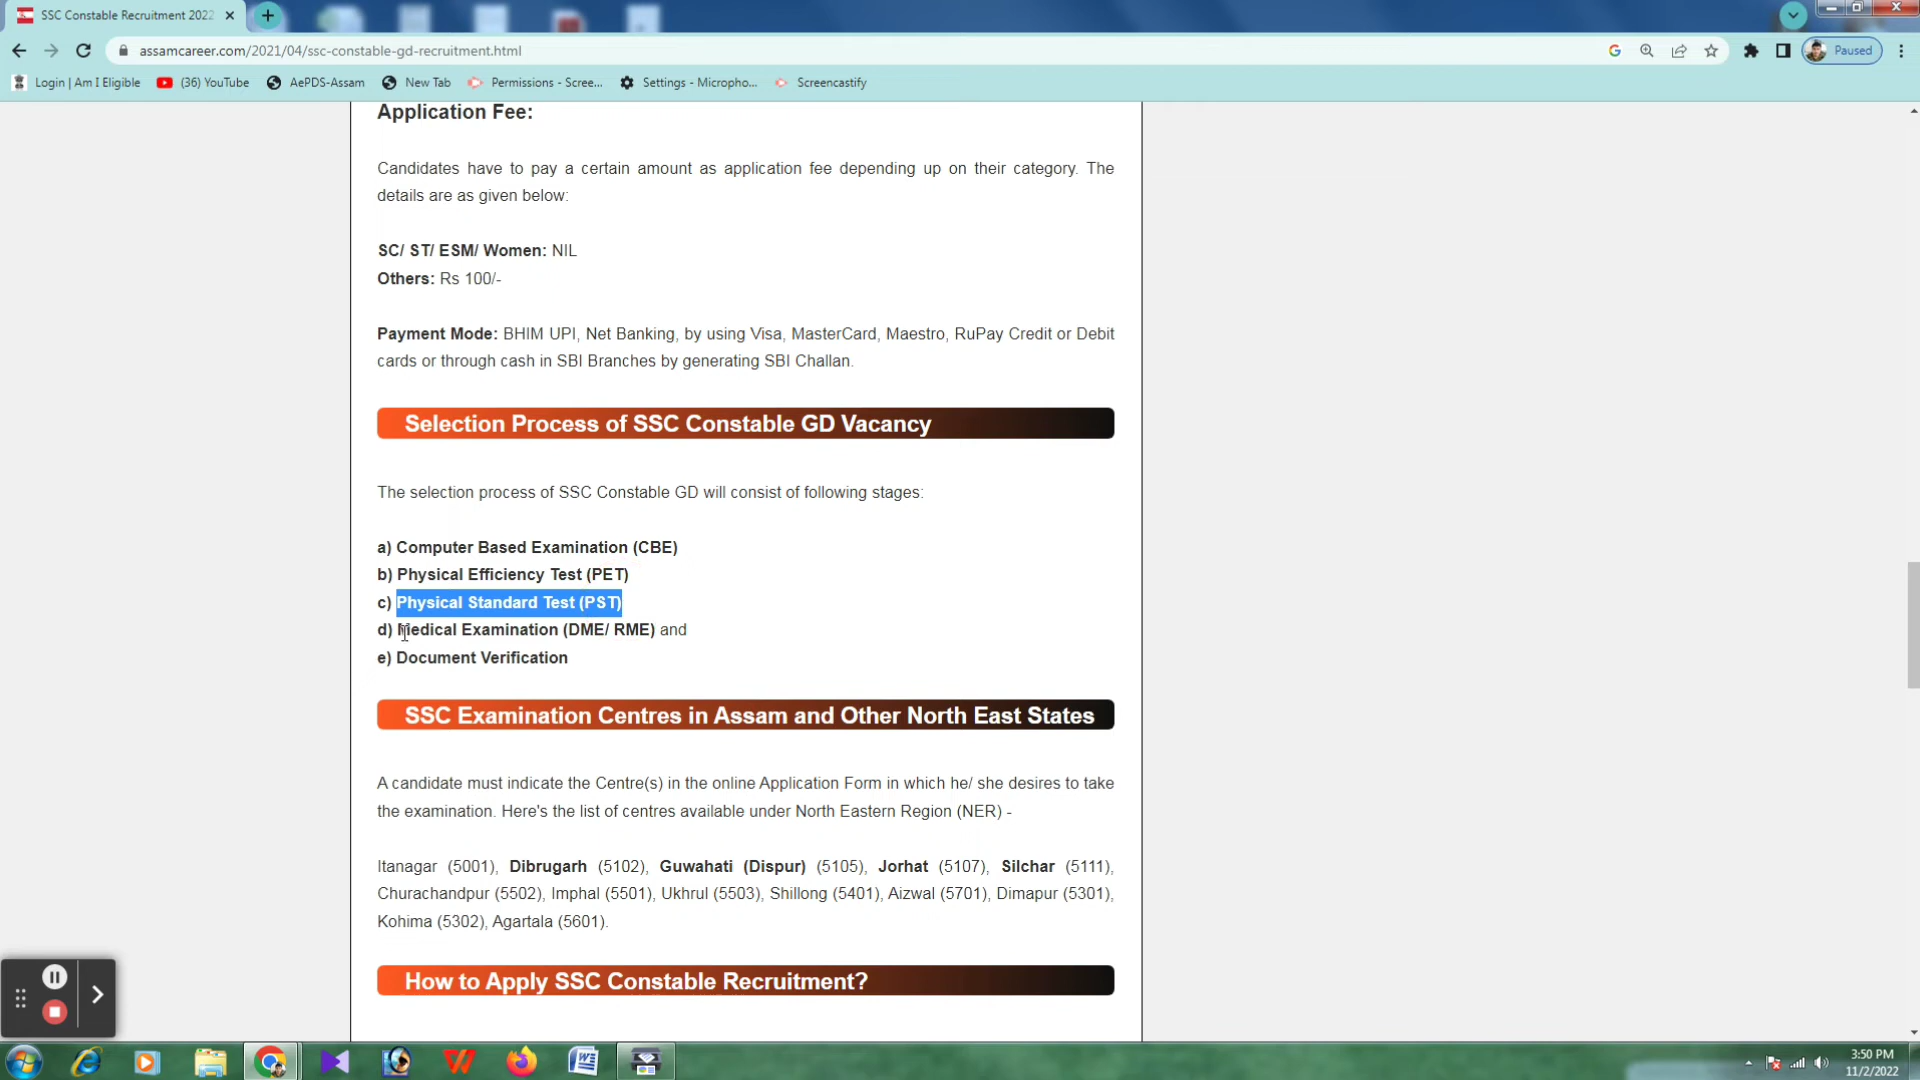 SSC Constable Recruitment 2022
assamcareer.com/2021/04/ssc-constable-gd-recruitment.html
Paused
Login | Am I Eligible
(36) YouTube
AePDS-Assam
New Tab
Permissions - Scree...
Settings - Micropho...
Screencastify
Application Fee:
Candidates have to pay a certain amount as application fee depending up on their category. The
details are as given below:
SC/ ST/ ESM/ Women: NIL
Others: Rs 100/-
Payment Mode: BHIM UPI, Net Banking, by using Visa, MasterCard, Maestro, RuPay Credit or Debit
cards or through cash in SBI Branches by generating SBI Challan.
Selection Process of SSC Constable GD Vacancy
The selection process of SSC Constable GD will consist of following stages:
a) Computer Based Examination (CBE)
b) Physical Efficiency Test (PET)
c) Physical Standard Test (PST)
d) Medical Examination (DME/ RME) and
e) Document Verification
SSC Examination Centres in Assam and Other North East States
A candidate must indicate the Centre(s) in the online Application Form in which he/ she desires to take
the examination. Here's the list of centres available under North Eastern Region (NER) -
Itanagar (5001), Dibrugarh (5102), Guwahati (Dispur) (5105), Jorhat (5107), Silchar (5111),
Churachandpur (5502), Imphal (5501), Ukhrul (5503), Shillong (5401), Aizwal (5701), Dimapur (5301),
Kohima (5302), Agartala (5601).
How to Apply SSC Constable Recruitment?
3:50 PM
11/2/2022